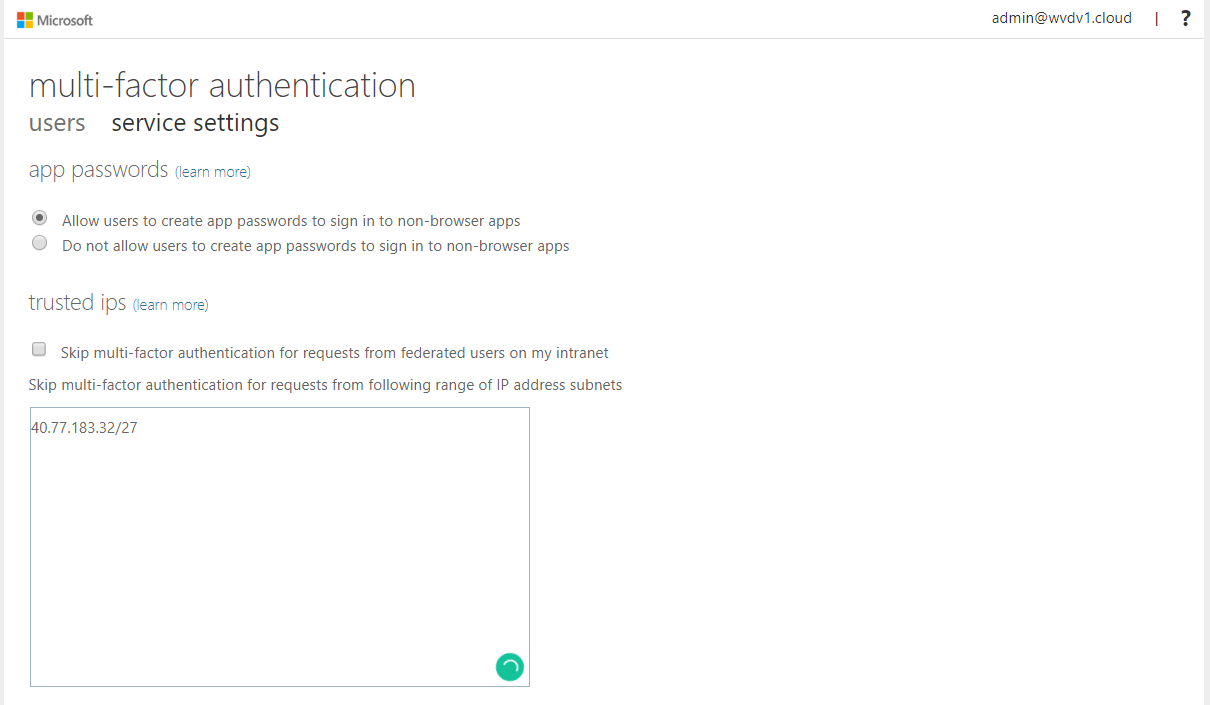 Microsoft
admin@wvdv1.cloud | ?
multi-factor authentication
users service settings
app passwords (learn more)
Allow users to create app passwords to sign in to non-browser apps
Do not allow users to create app passwords to sign in to non-browser apps
trusted ips (learn more)
Skip multi-factor authentication for requests from federated users on my intranet
Skip multi-factor authentication for requests from following range of IP address subnets
40.77.183.32/27